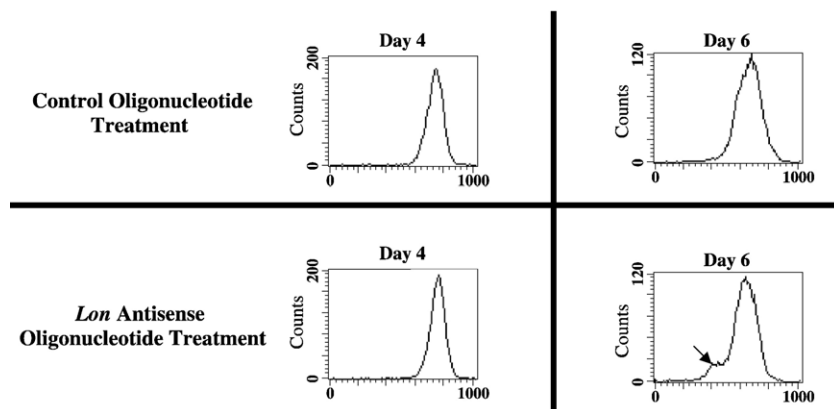 Day 4
Day 6
Control Oligonucleotide
Treatment
Counts
200
0
0
1000
Counts
120
0
0
1000
Day 4
Day 6
Lon Antisense
Oligonucleotide Treatment
Counts
200
0
0
1000
Counts
120
0
0
1000